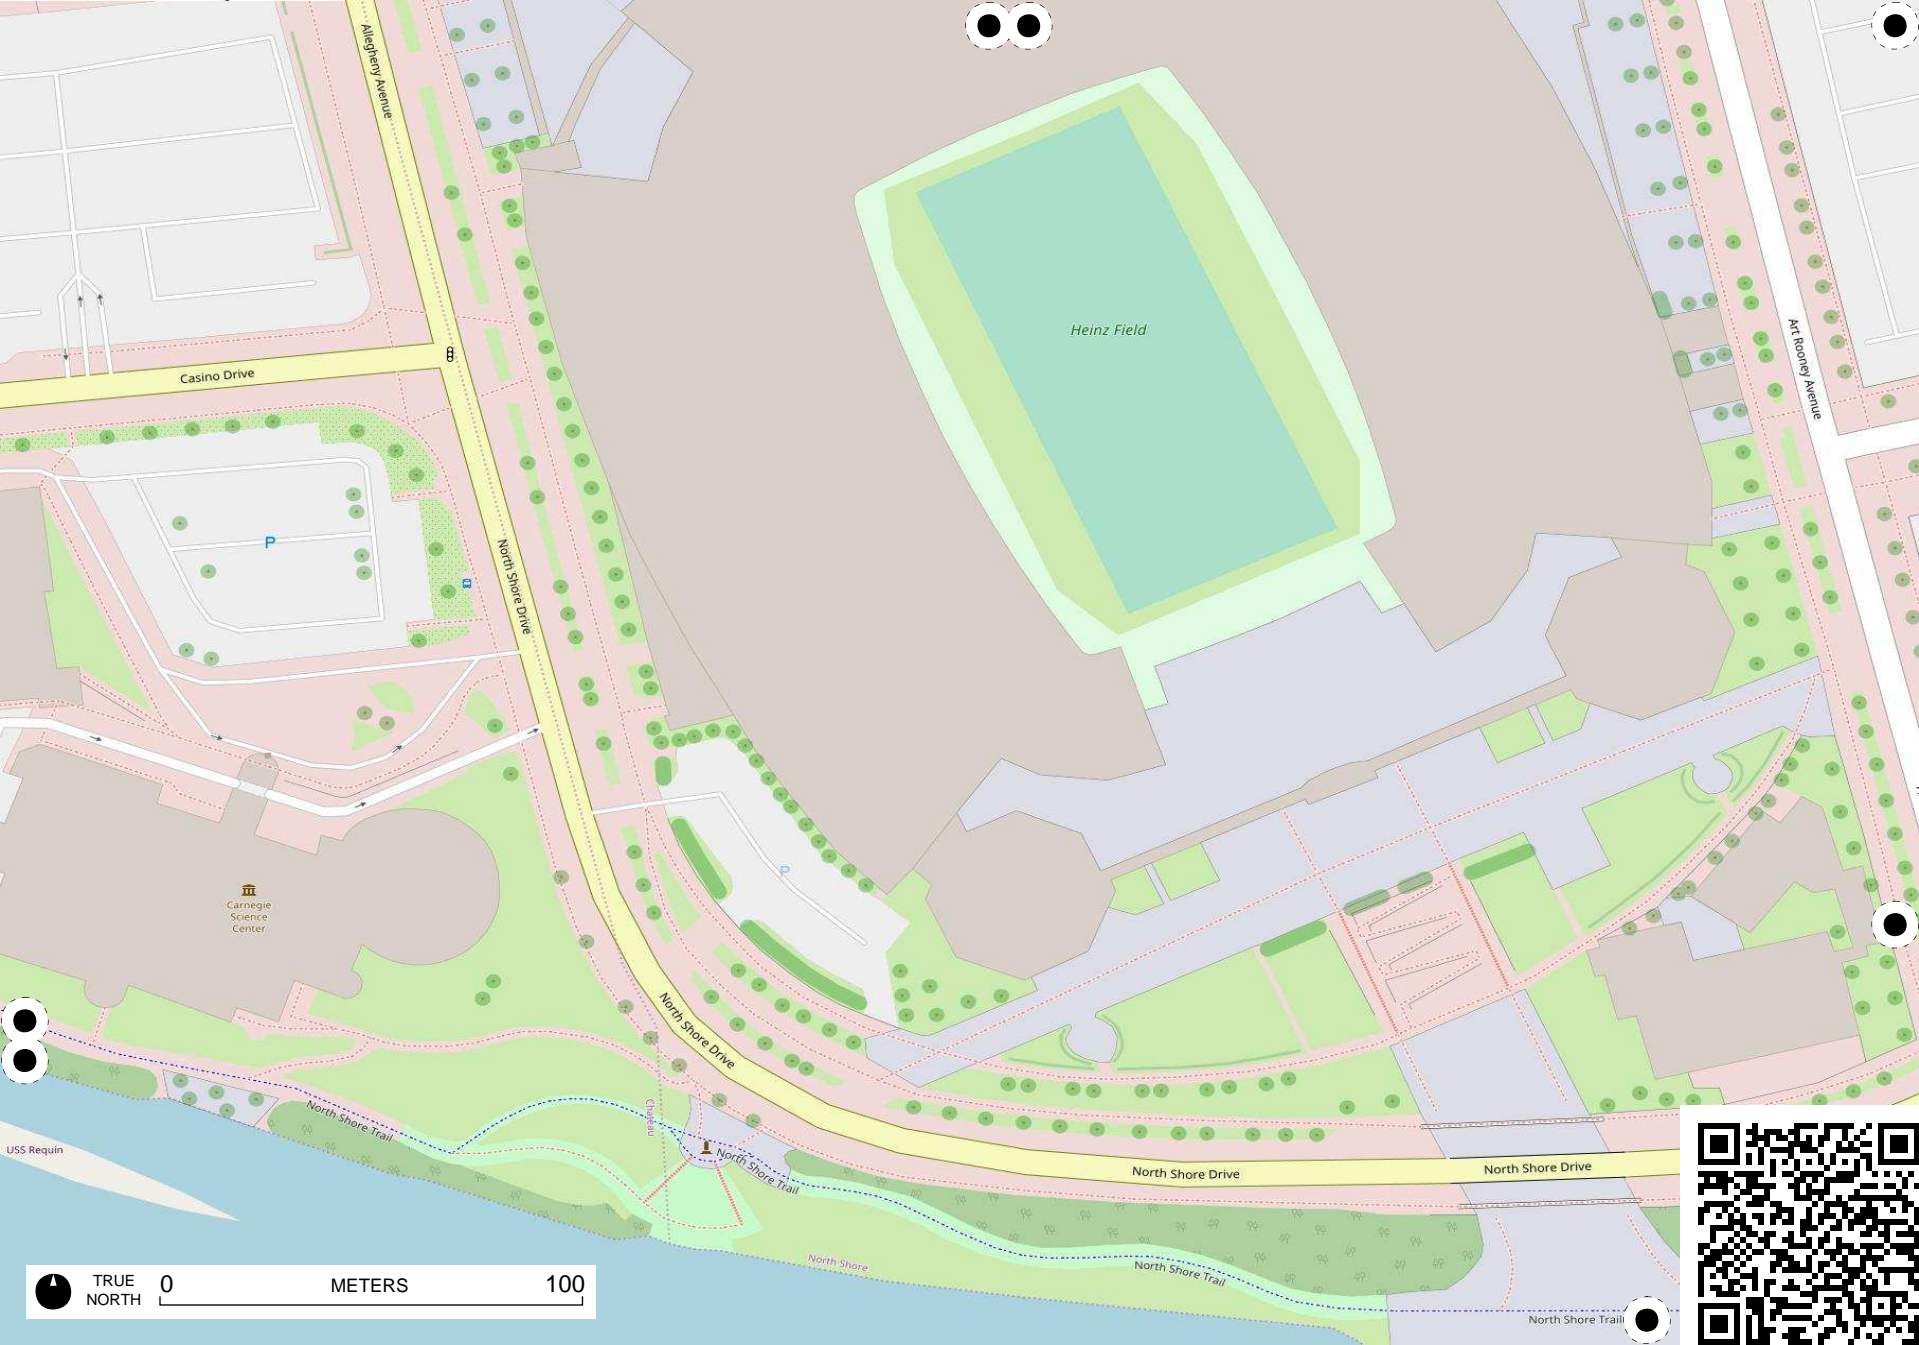 Allegheny Avenue
Heinz Field
Casino Drive
Art Rooney Avenue
P
North Shore Drive
P
Carnegie
Science
Center
North Shore Drive
Chateau
North Shore Trail
USS Requin
North Shore Trail
North Shore Drive
North Shore Drive
North Shore
North Shore Trail
TRUE
NORTH
0 METERS 100
North Shore Trail